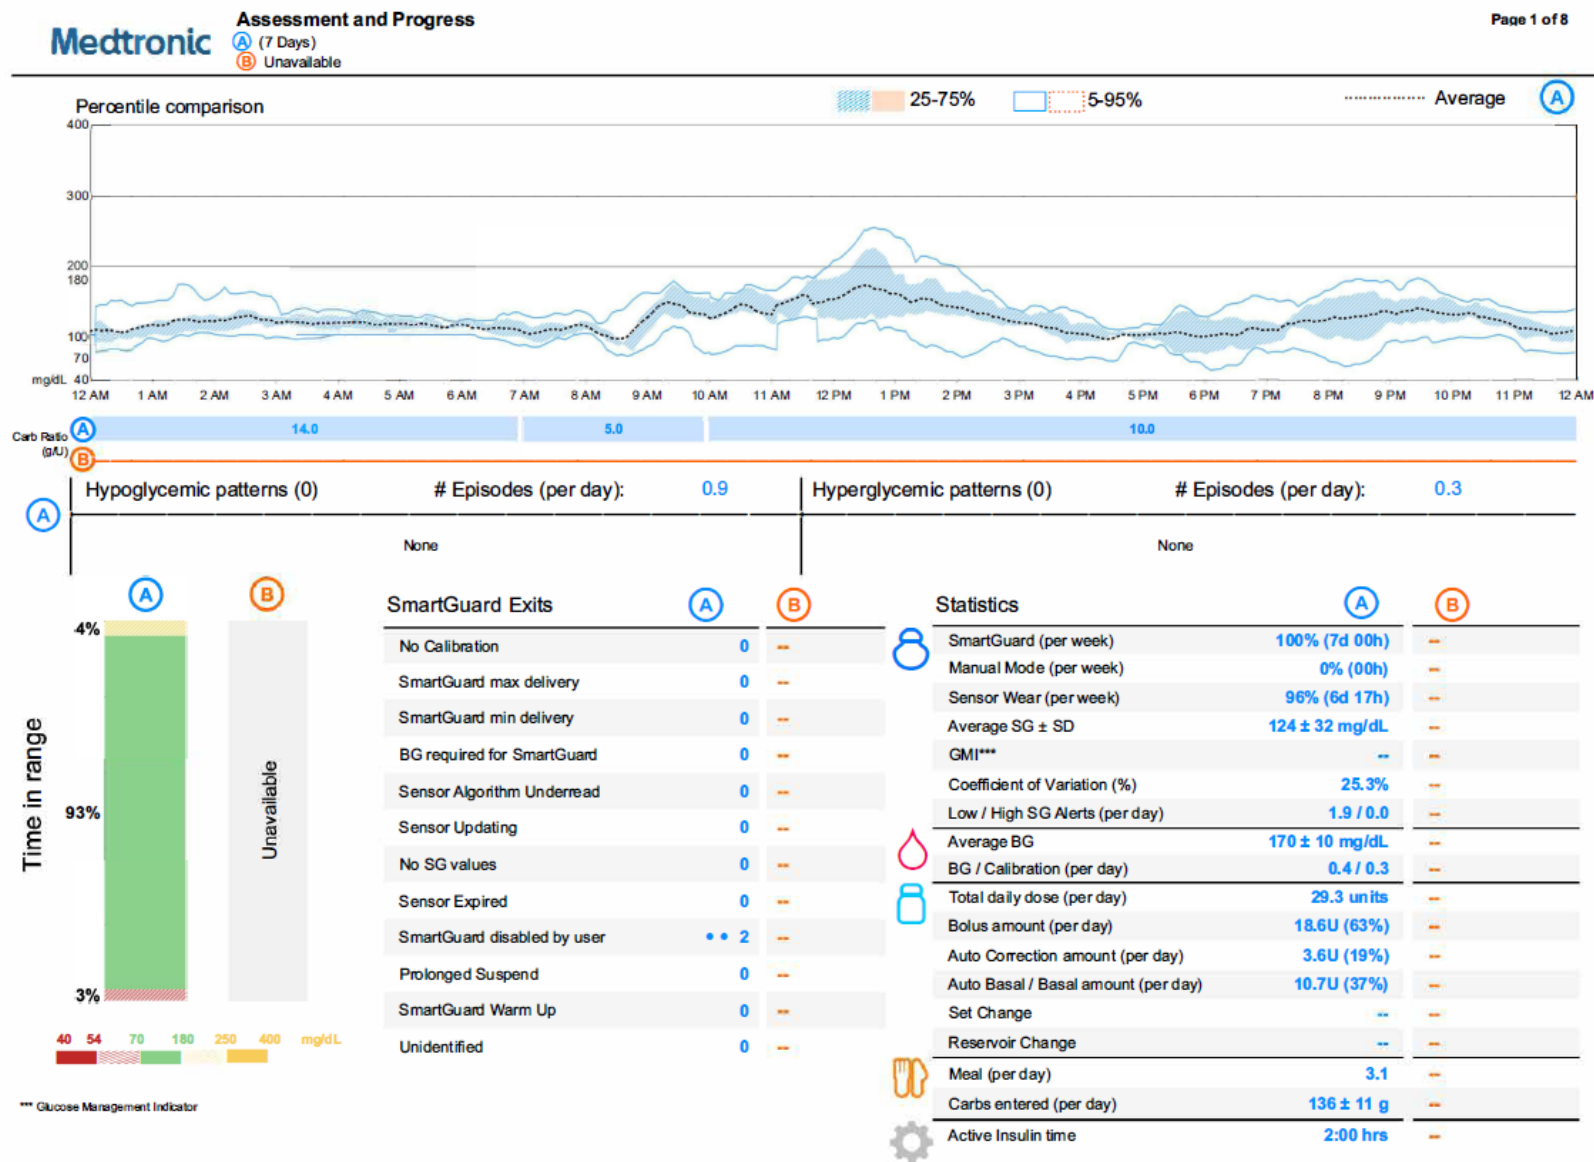 Medtronic
Assessment and Progress
A (7 Days)
B Unavailable
Page 1 of 8
Percentile comparison
25-75%
5-95%
Average
A
400
300
200
180
100
70
40
mg/dL
12 AM 1 AM 2 AM 3 AM 4 AM 5 AM 6 AM 7 AM 8 AM 9 AM 10 AM 11 AM 12 PM 1 PM 2 PM 3 PM 4 PM 5 PM 6 PM 7 PM 8 PM 9 PM 10 PM 11 PM 12 AM
Carb Ratio
(g/U)
A 14.0 5.0 10.0
B
Hypoglycemic patterns (0) # Episodes (per day): 0.9
Hyperglycemic patterns (0) # Episodes (per day): 0.3
A
None
None
Time in range
A B
4%
93%
3%
Unavailable
40 54 70 180 250 400 mg/dL
*** Glucose Management Indicator
SmartGuard Exits A B
No Calibration 0 --
SmartGuard max delivery 0 --
SmartGuard min delivery 0 --
BG required for SmartGuard 0 --
Sensor Algorithm Underread 0 --
Sensor Updating 0 --
No SG values 0 --
Sensor Expired 0 --
SmartGuard disabled by user •• 2 --
Prolonged Suspend 0 --
SmartGuard Warm Up 0 --
Unidentified 0 --
Statistics A B
SmartGuard (per week) 100% (7d 00h) --
Manual Mode (per week) 0% (00h) --
Sensor Wear (per week) 96% (6d 17h) --
Average SG ± SD 124 ± 32 mg/dL --
GMI*** -- --
Coefficient of Variation (%) 25.3% --
Low / High SG Alerts (per day) 1.9 / 0.0 --
Average BG 170 ± 10 mg/dL --
BG / Calibration (per day) 0.4 / 0.3 --
Total daily dose (per day) 29.3 units --
Bolus amount (per day) 18.6U (63%) --
Auto Correction amount (per day) 3.6U (19%) --
Auto Basal / Basal amount (per day) 10.7U (37%) --
Set Change -- --
Reservoir Change -- --
Meal (per day) 3.1 --
Carbs entered (per day) 136 ± 11 g --
Active Insulin time 2:00 hrs --